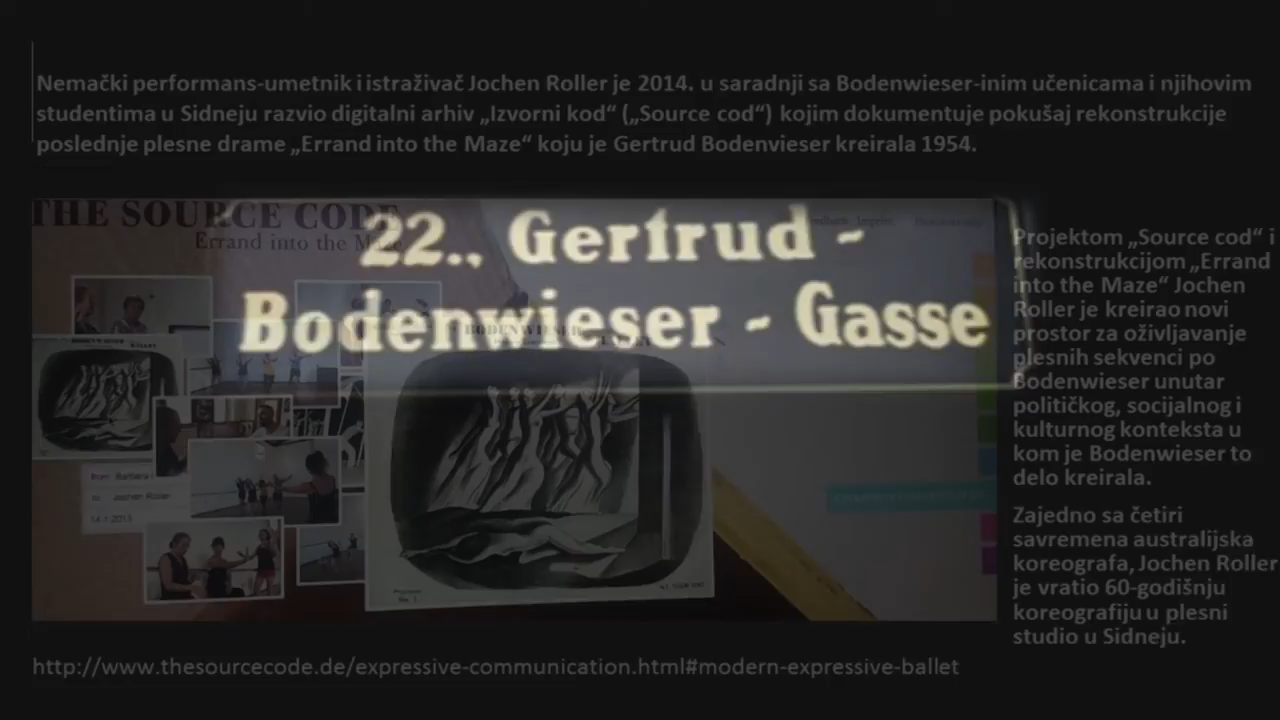 Nemački performans-umetnik i istraživač Jochen Roller je 2014. u saradnji sa Bodenwieser-inim učenicama i njihovim
studentima u Sidneju razvio digitalni arhiv „Izvorni kod“ („Source cod“) kojim dokumentuje pokušaj rekonstrukcije
poslednje plesne drame „Errand into the Maze“ koju je Gertrud Bodenvieser kreirala 1954.
THE SOURCE CODE
Errand into the Maze
22., Gertrud -
Bodenwieser - Gasse
BODENWIESER
from: Barbara
to: Jochen Roller
Projektom „Source cod“ i
rekonstrukcijom „Errand
into the Maze“ Jochen
Roller je kreirao novi
prostor za oživljavanje
plesnih sekvenci po
Bodenwieser unutar
političkog, socijalnog i
kulturnog konteksta u
kom je Bodenwieser to
delo kreirala.
Zajedno sa četiri
savremena australijska
koreografa, Jochen Roller
je vratio 60-godišnju
koreografiju u plesni
studio u Sidneju.
http://www.thesourcecode.de/expressive-communication.html#modern-expressive-ballet